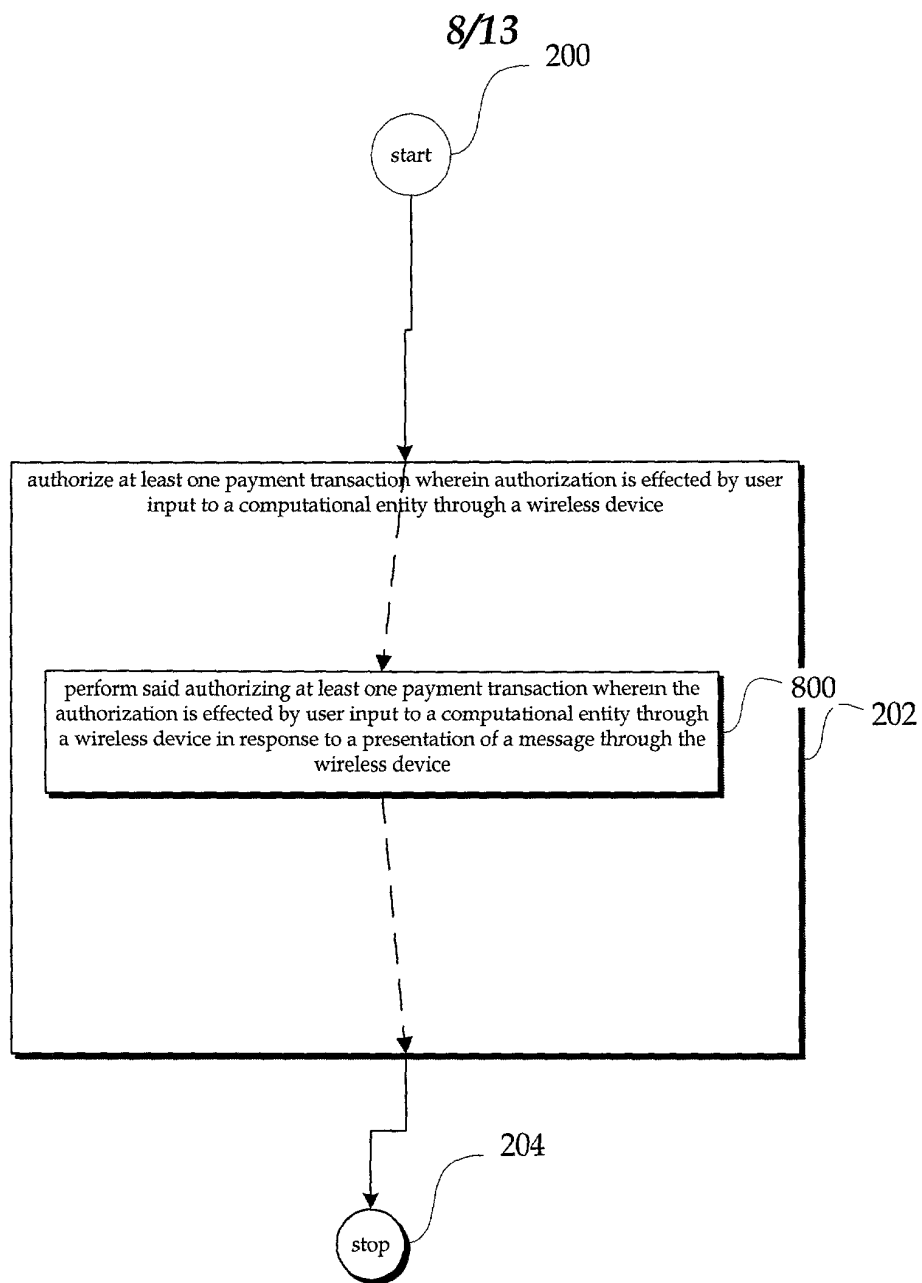 8/13
200
start
authorize at least one payment transaction wherein authorization is effected by user
input to a computational entity through a wireless device
perform said authorizing at least one payment transaction wherein the
authorization is effected by user input to a computational entity through
a wireless device in response to a presentation of a message through the
wireless device
800
202
204
stop